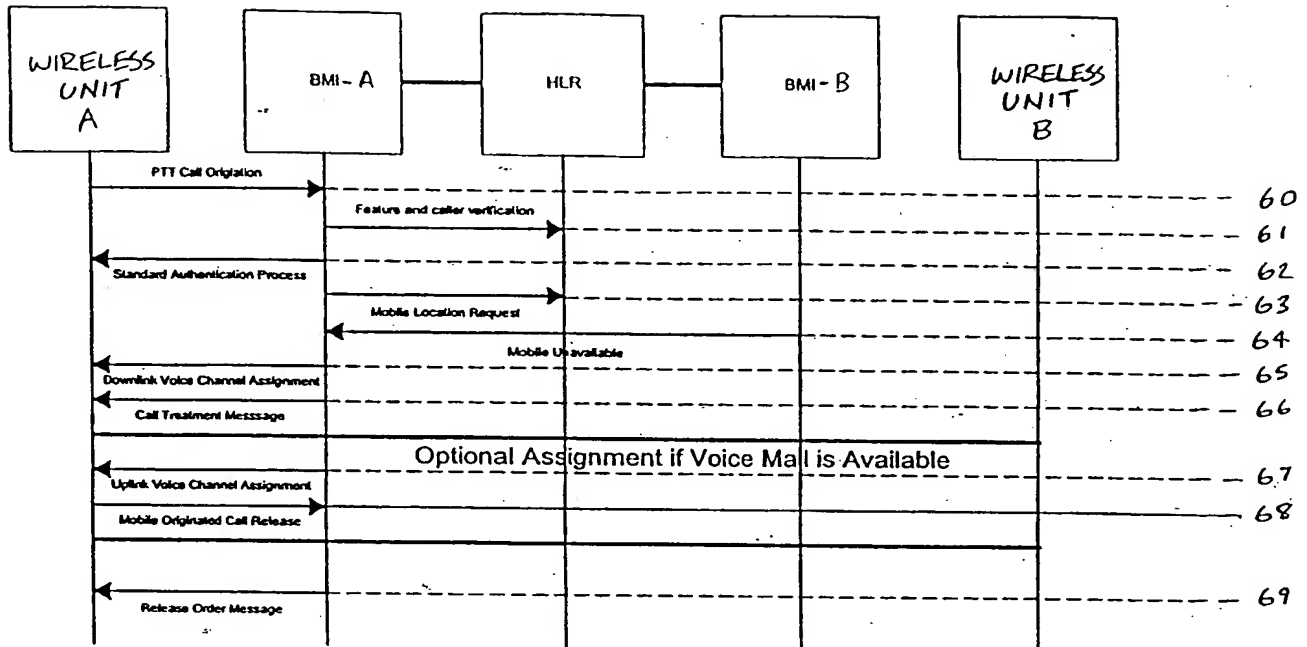 WIRELESS
UNIT
A
BMI-A
HLR
BMI-B
WIRELESS
UNIT
B
PTT Call Origiation
60
Feature and caller verification
61
62
Standard Authentication Process
63
Mobile Location Request
64
Mobile Unavailable
65
Downlink Voice Channel Assignment
66
Call Treatment Messsage
Optional Assignment if Voice Mail is Available
67
Uplink Voice Channel Assignment
68
Mobile Originated Call Release
69
Release Order Message